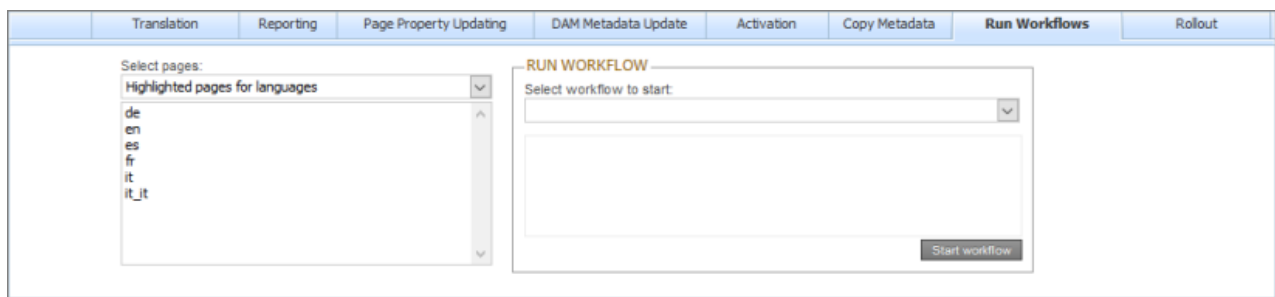 Translation Reporting Page Property Updating DAM Metadata Update Activation Copy Metadata Run Workflows Rollout
Select pages:
Highlighted pages for languages
de
en
es
fr
it
it_it
RUN WORKFLOW
Select workflow to start:
Start workflow